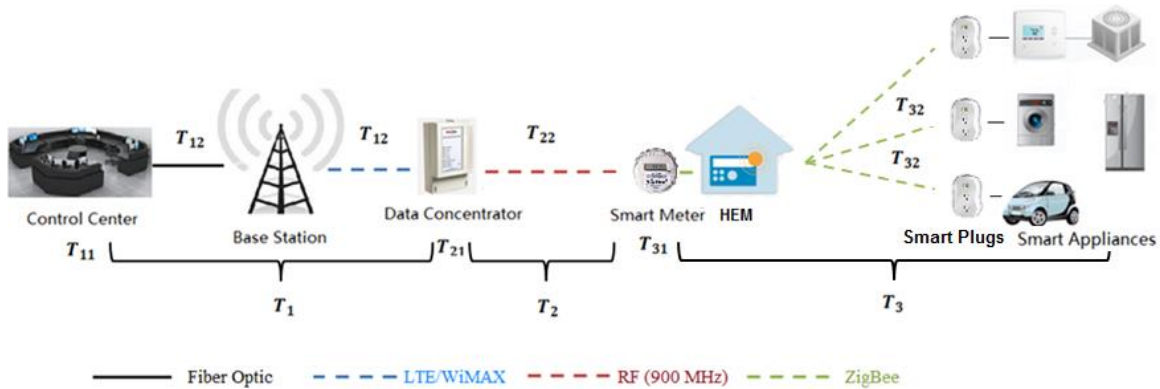 T12
T12
T22
T32
T32
Control Center
Base Station
Data Concentrator
Smart Meter
HEM
Smart Plugs
Smart Appliances
T11
T21
T31
T1
T2
T3
Fiber Optic
LTE/WiMAX
RF (900 MHz)
ZigBee